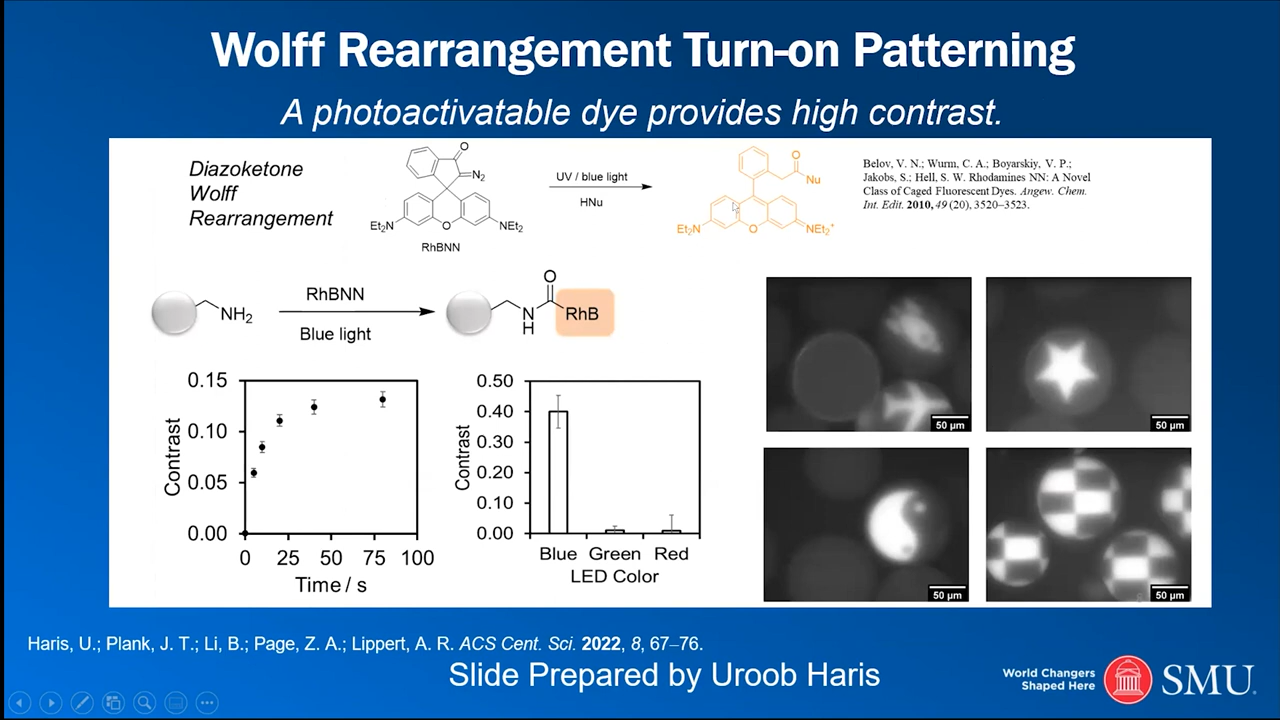 Wolff Rearrangement Turn-on Patterning
A photoactivatable dye provides high contrast.
Diazoketone
Wolff
Rearrangement
O
N2
Et2N
O
NEt2
RhBNN
UV / blue light
HNu
O
Nu
Et2N
O
NEt2+
Belov, V. N.; Wurm, C. A.; Boyarskiy, V. P.;
Jakobs, S.; Hell, S. W. Rhodamines NN: A Novel
Class of Caged Fluorescent Dyes. Angew. Chem.
Int. Edit. 2010, 49 (20), 3520–3523.
NH2
RhBNN
Blue light
O
N
H
RhB
0.15
0.10
0.05
0.00
Contrast
0 25 50 75 100
Time / s
0.50
0.40
0.30
0.20
0.10
0.00
Contrast
Blue Green Red
LED Color
50 µm
50 µm
50 µm
50 µm
Haris, U.; Plank, J. T.; Li, B.; Page, Z. A.; Lippert, A. R. ACS Cent. Sci. 2022, 8, 67–76.
Slide Prepared by Uroob Haris
World Changers
Shaped Here
SMU